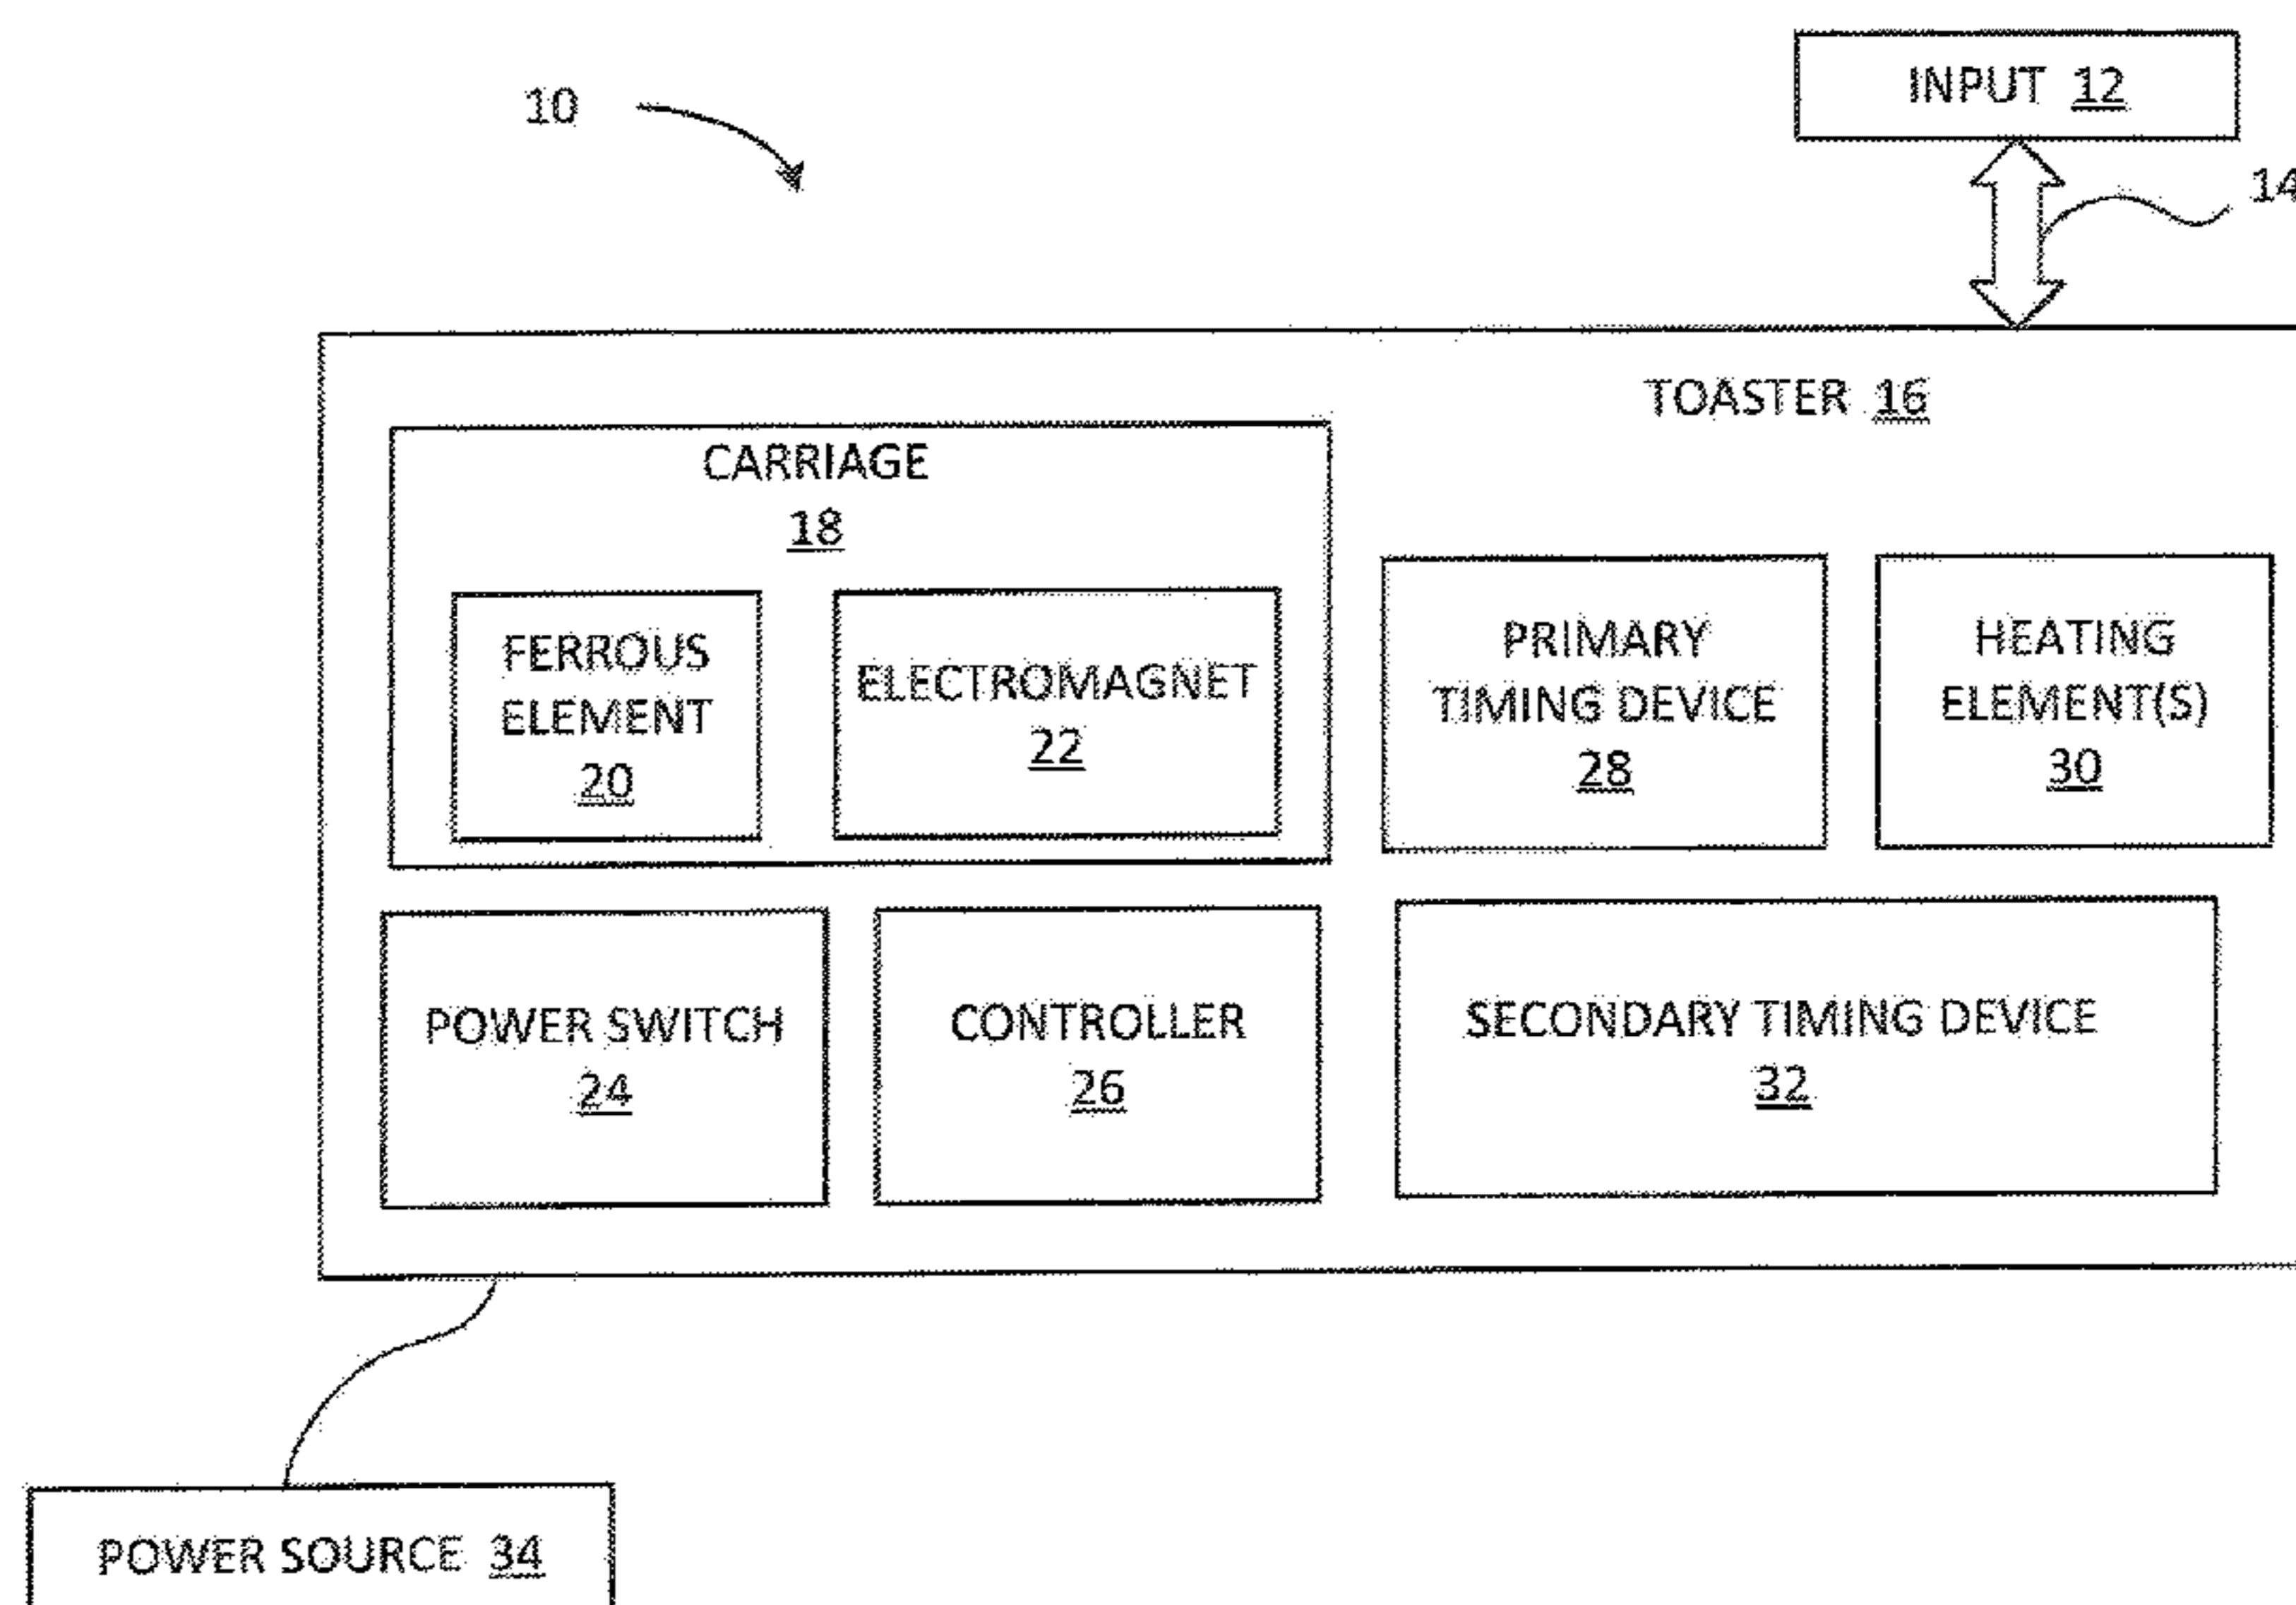 10
INPUT 12
14
TOASTER 16
CARRIAGE
18
FERROUS
ELEMENT
20
ELECTROMAGNET
22
PRIMARY
TIMING DEVICE
28
HEATING
ELEMENT(S)
30
POWER SWITCH
24
CONTROLLER
26
SECONDARY TIMING DEVICE
32
POWER SOURCE 34